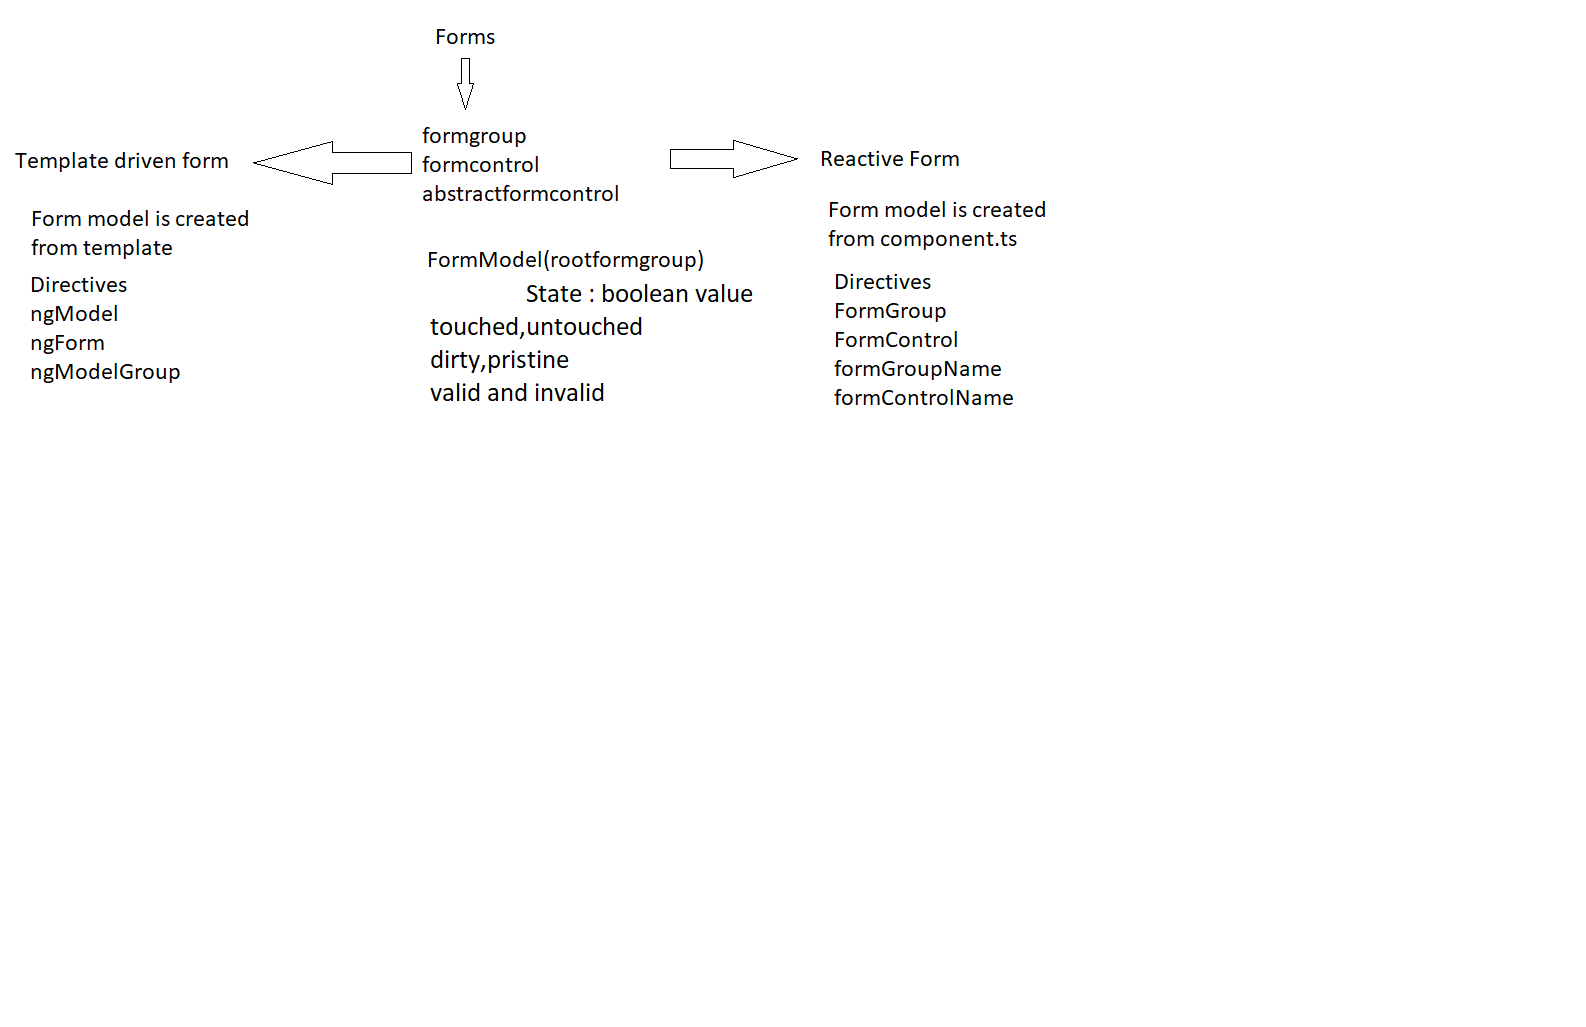 Forms
formgroup
formcontrol
abstractformcontrol
Template driven form
Form model is created
from template
Directives
ngModel
ngForm
ngModelGroup
FormModel(rootformgroup)
State : boolean value
touched,untouched
dirty,pristine
valid and invalid
Reactive Form
Form model is created
from component.ts
Directives
FormGroup
FormControl
formGroupName
formControlName